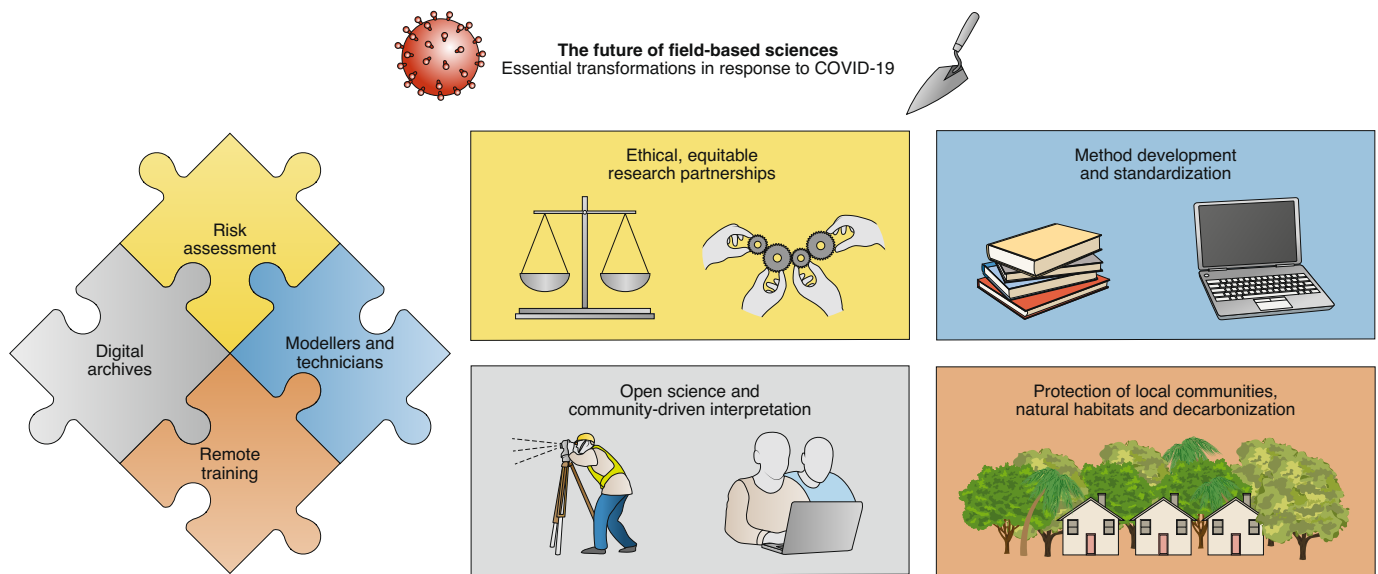 The future of field-based sciences
Essential transformations in response to COVID-19
Risk
assessment
Digital
archives
Modellers and
technicians
Remote
training
Ethical, equitable
research partnerships
Method development
and standardization
Open science and
community-driven interpretation
Protection of local communities,
natural habitats and decarbonization